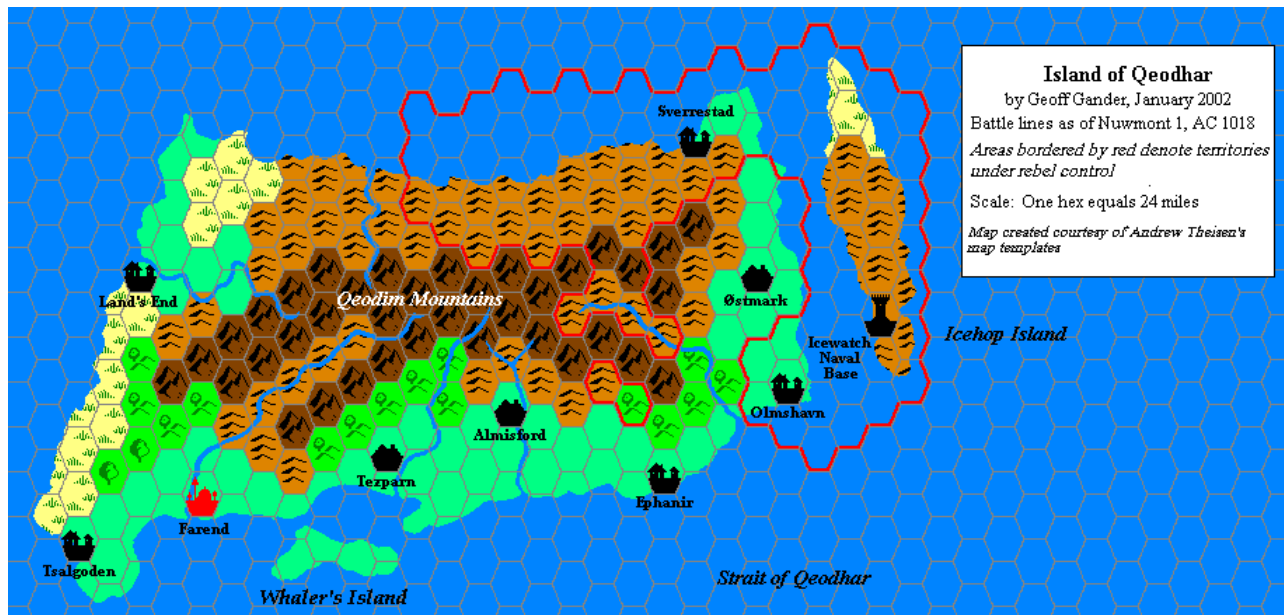 Island of Qeodhar
by Geoff Gander, January 2002
Battle lines as of Nuwmont 1, AC 1018
Areas bordered by red denote territories
under rebel control
Scale: One hex equals 24 miles
Map created courtesy of Andrew Theisen's
map templates
Sverrestad
Land's End
Qeodim Mountains
Østmark
Icewatch
Naval
Base
Icehop Island
Olmshavn
Almisford
Tezparn
Ephanir
Farend
Tsalgoden
Whaler's Island
Strait of Qeodhar